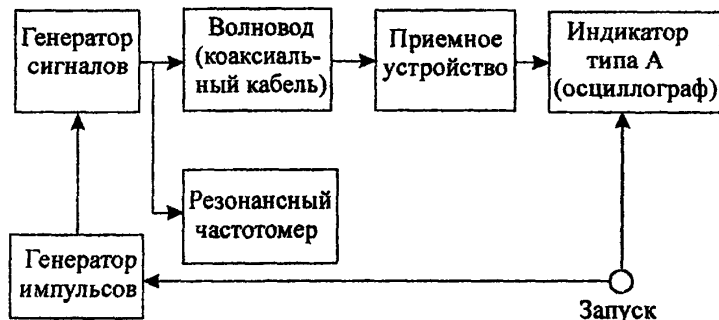 Генератор
сигналов
Волновод
(коаксиаль-
ный кабель)
Приемное
устройство
Индикатор
типа А
(осциллограф)
Резонансный
частотомер
Генератор
импульсов
Запуск